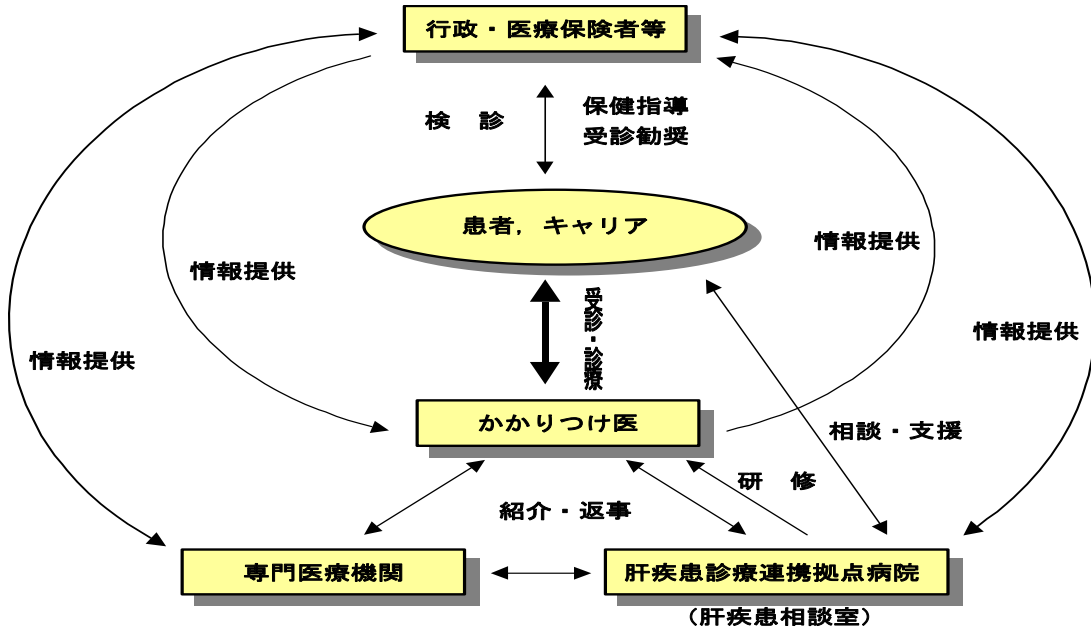 行政・医療保険者等
検　診
保健指導
受診勧奨
患者，キャリア
情報提供
情報提供
受診・診療
情報提供
情報提供
かかりつけ医
相談・支援
研　修
紹介・返事
専門医療機関
肝疾患診療連携拠点病院
（肝疾患相談室）